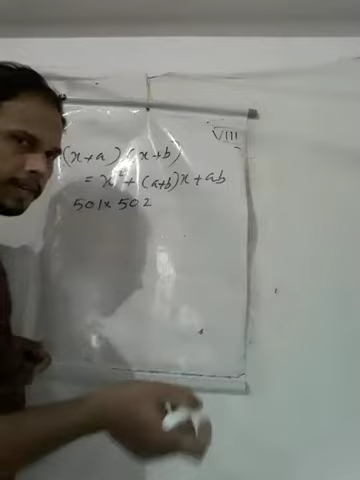 VIII
(x+a) (x+b)
= x² + (a+b)x + ab
501 × 502